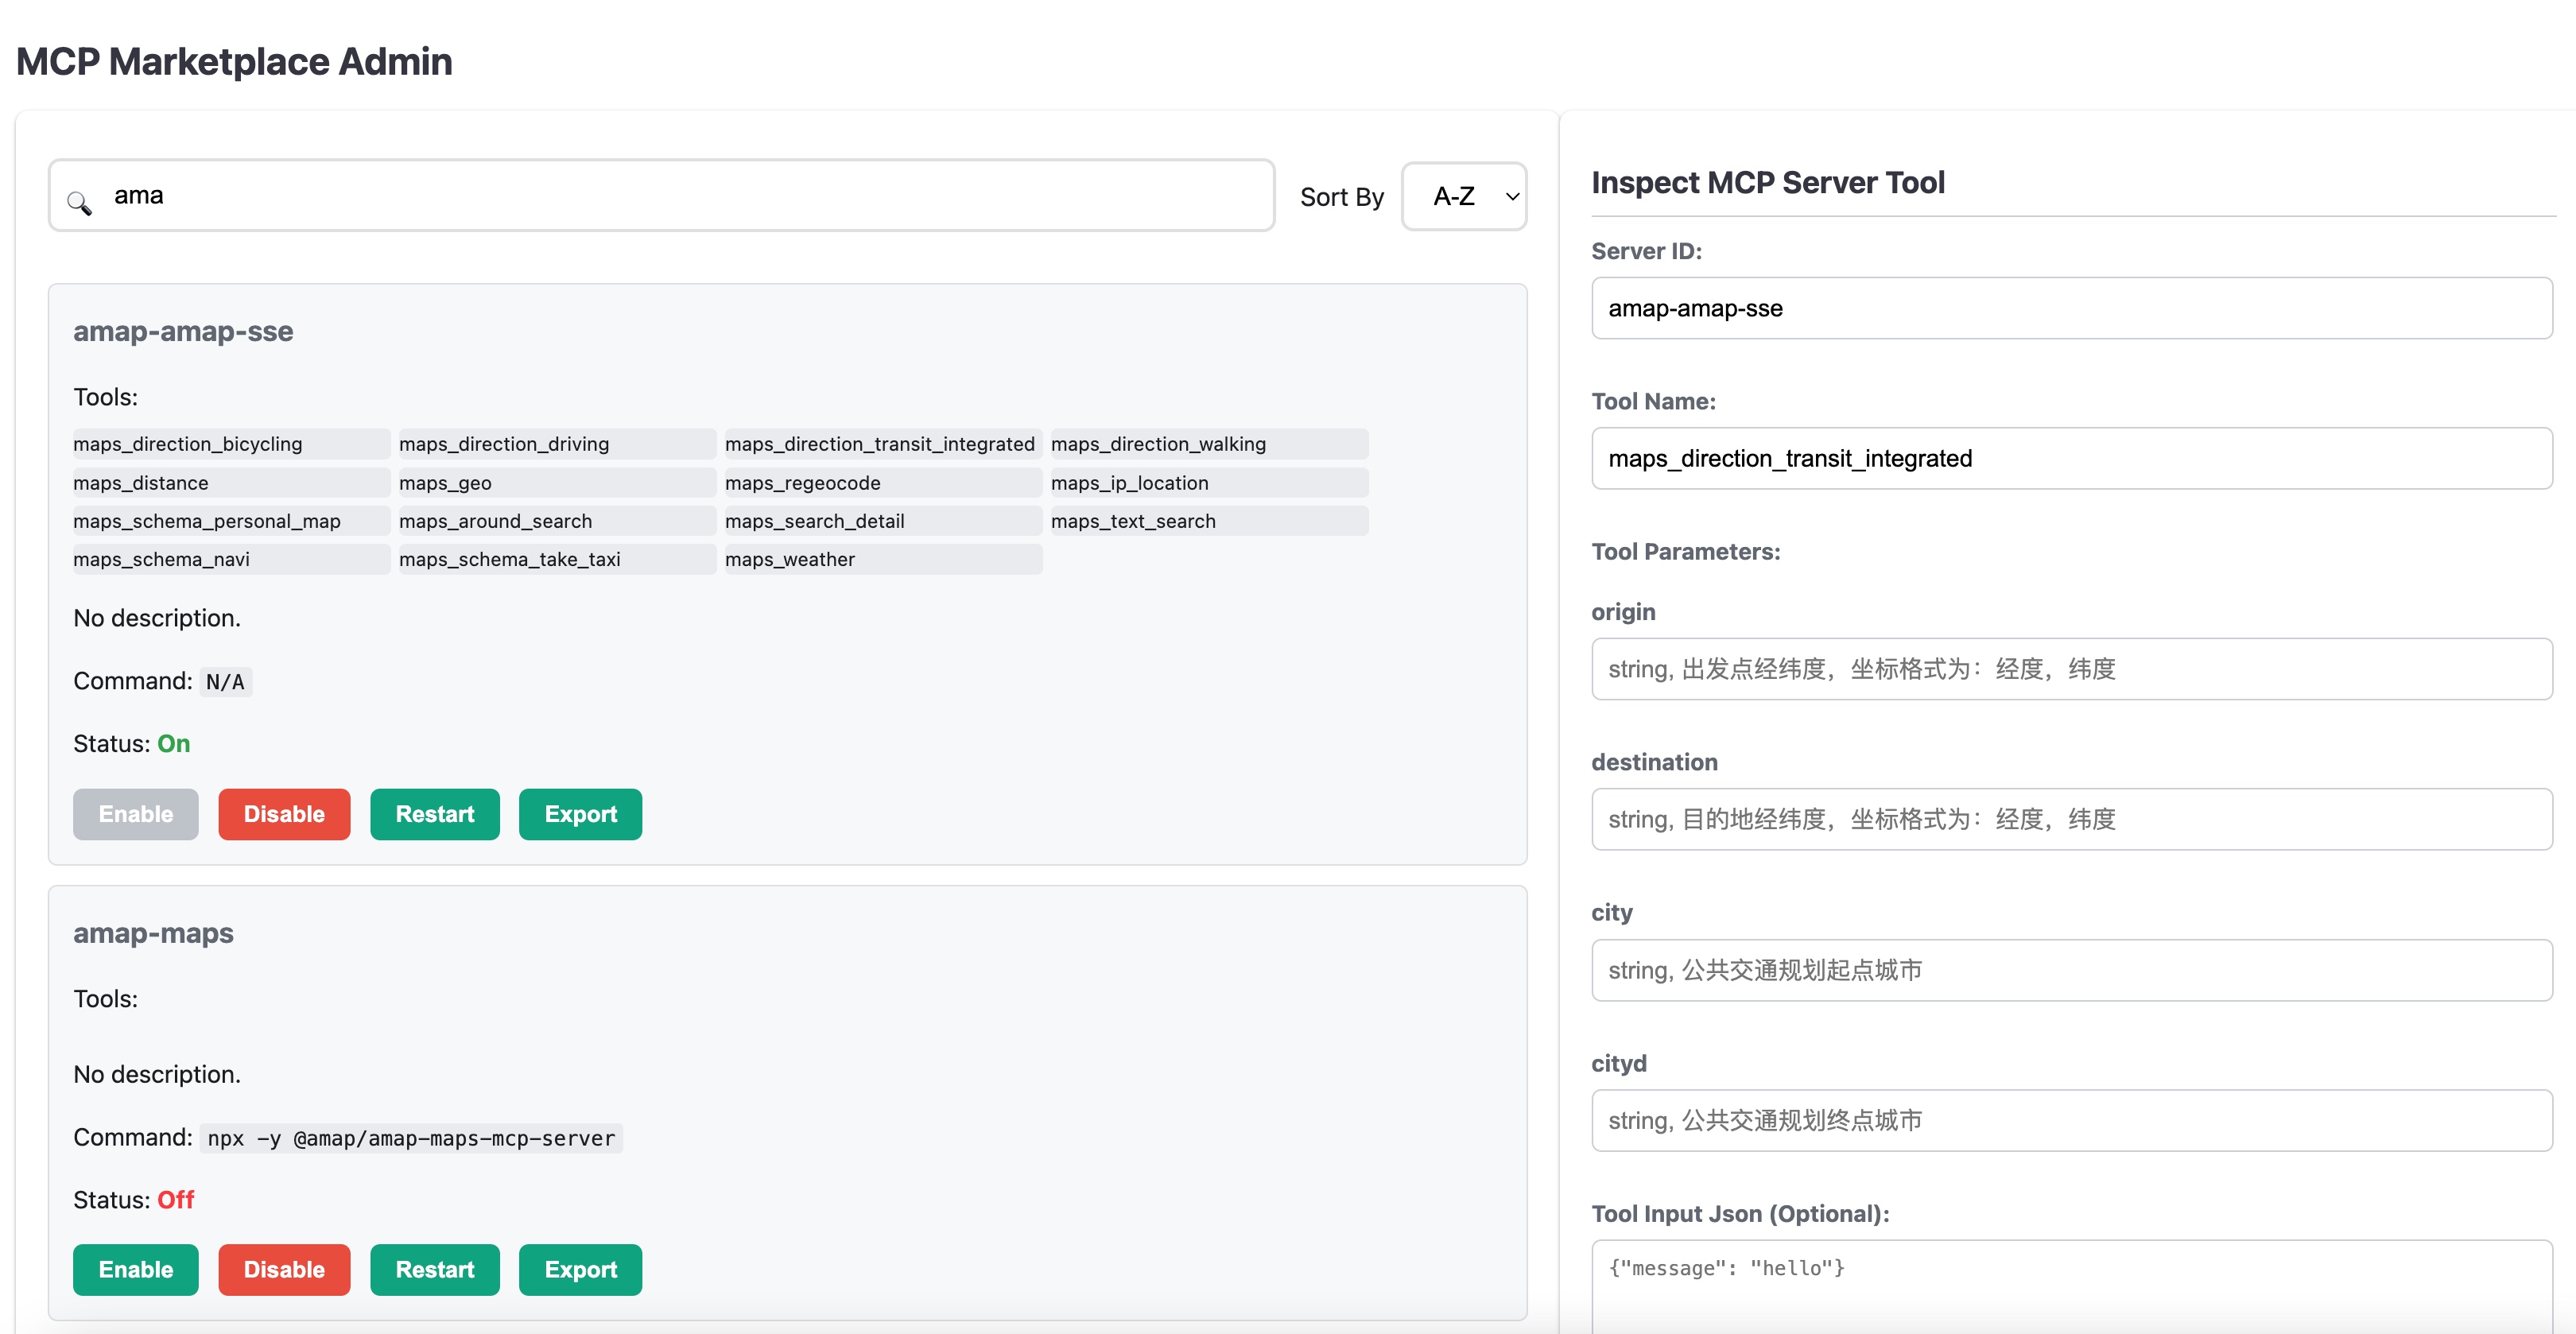 MCP Marketplace Admin
ama
Sort By
A-Z
amap-amap-sse
Tools:
maps_direction_bicycling maps_direction_driving maps_direction_transit_integrated maps_direction_walking
maps_distance maps_geo maps_regeocode maps_ip_location
maps_schema_personal_map maps_around_search maps_search_detail maps_text_search
maps_schema_navi maps_schema_take_taxi maps_weather
No description.
Command: N/A
Status: On
Enable Disable Restart Export
amap-maps
Tools:
No description.
Command: npx -y @amap/amap-maps-mcp-server
Status: Off
Enable Disable Restart Export
Inspect MCP Server Tool
Server ID:
amap-amap-sse
Tool Name:
maps_direction_transit_integrated
Tool Parameters:
origin
string, 出发点经纬度，坐标格式为：经度，纬度
destination
string, 目的地经纬度，坐标格式为：经度，纬度
city
string, 公共交通规划起点城市
cityd
string, 公共交通规划终点城市
Tool Input Json (Optional):
{"message": "hello"}